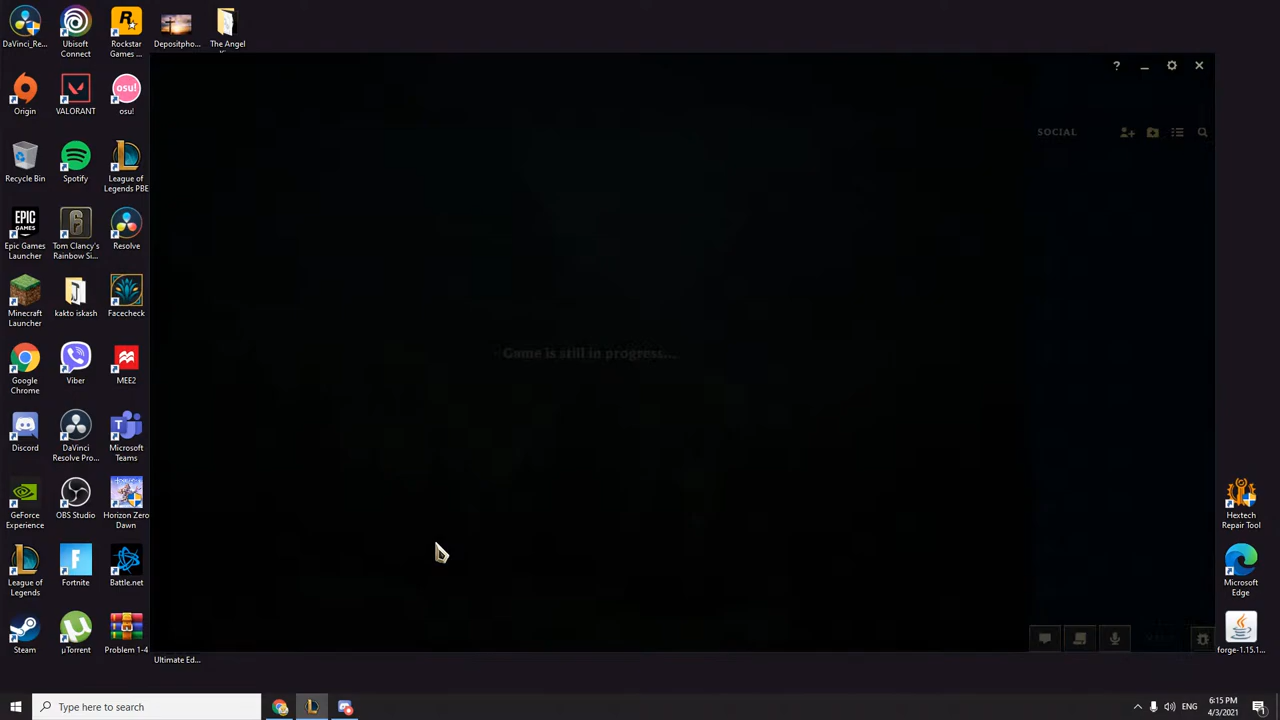 DaVinci_Re...
Ubisoft
Connect
Rockstar
Games ...
Depositpho...
The Angel
Origin
VALORANT
osu!
osu!
Recycle Bin
Spotify
League of
Legends PBE
EPIC
GAMES
Epic Games
Launcher
Tom Clancy's
Rainbow Si...
Resolve
Minecraft
Launcher
kakto iskash
Facecheck
Google
Chrome
Viber
MEE2
Discord
DaVinci
Resolve Pro...
Microsoft
Teams
GeForce
Experience
OBS Studio
Horizon Zero
Dawn
League of
Legends
Fortnite
Battle.net
Steam
µTorrent
Problem 1-4
Ultimate Ed...
SOCIAL
Game is still in progress...
Hextech
Repair Tool
Microsoft
Edge
forge-1.15.1...
Type here to search
ENG
6:15 PM
4/3/2021